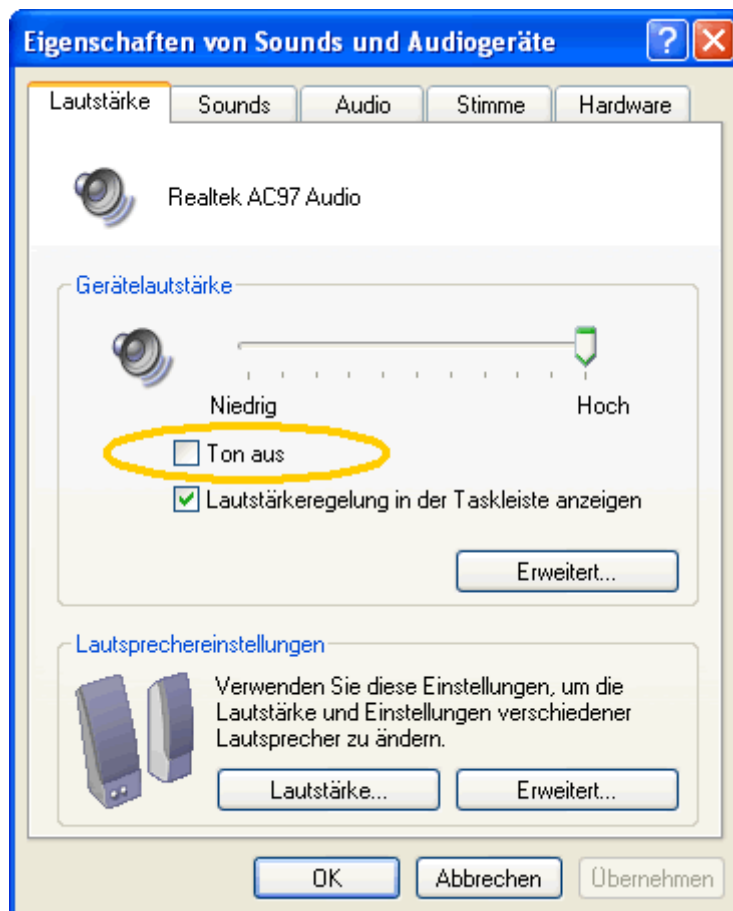 Eigenschaften von Sounds und Audiogeräte
Lautstärke Sounds Audio Stimme Hardware
Realtek AC97 Audio
Gerätelautstärke
Niedrig Hoch
Ton aus
Lautstärkeregelung in der Taskleiste anzeigen
Erweitert...
Lautsprechereinstellungen
Verwenden Sie diese Einstellungen, um die
Lautstärke und Einstellungen verschiedener
Lautsprecher zu ändern.
Lautstärke... Erweitert...
OK Abbrechen Übernehmen